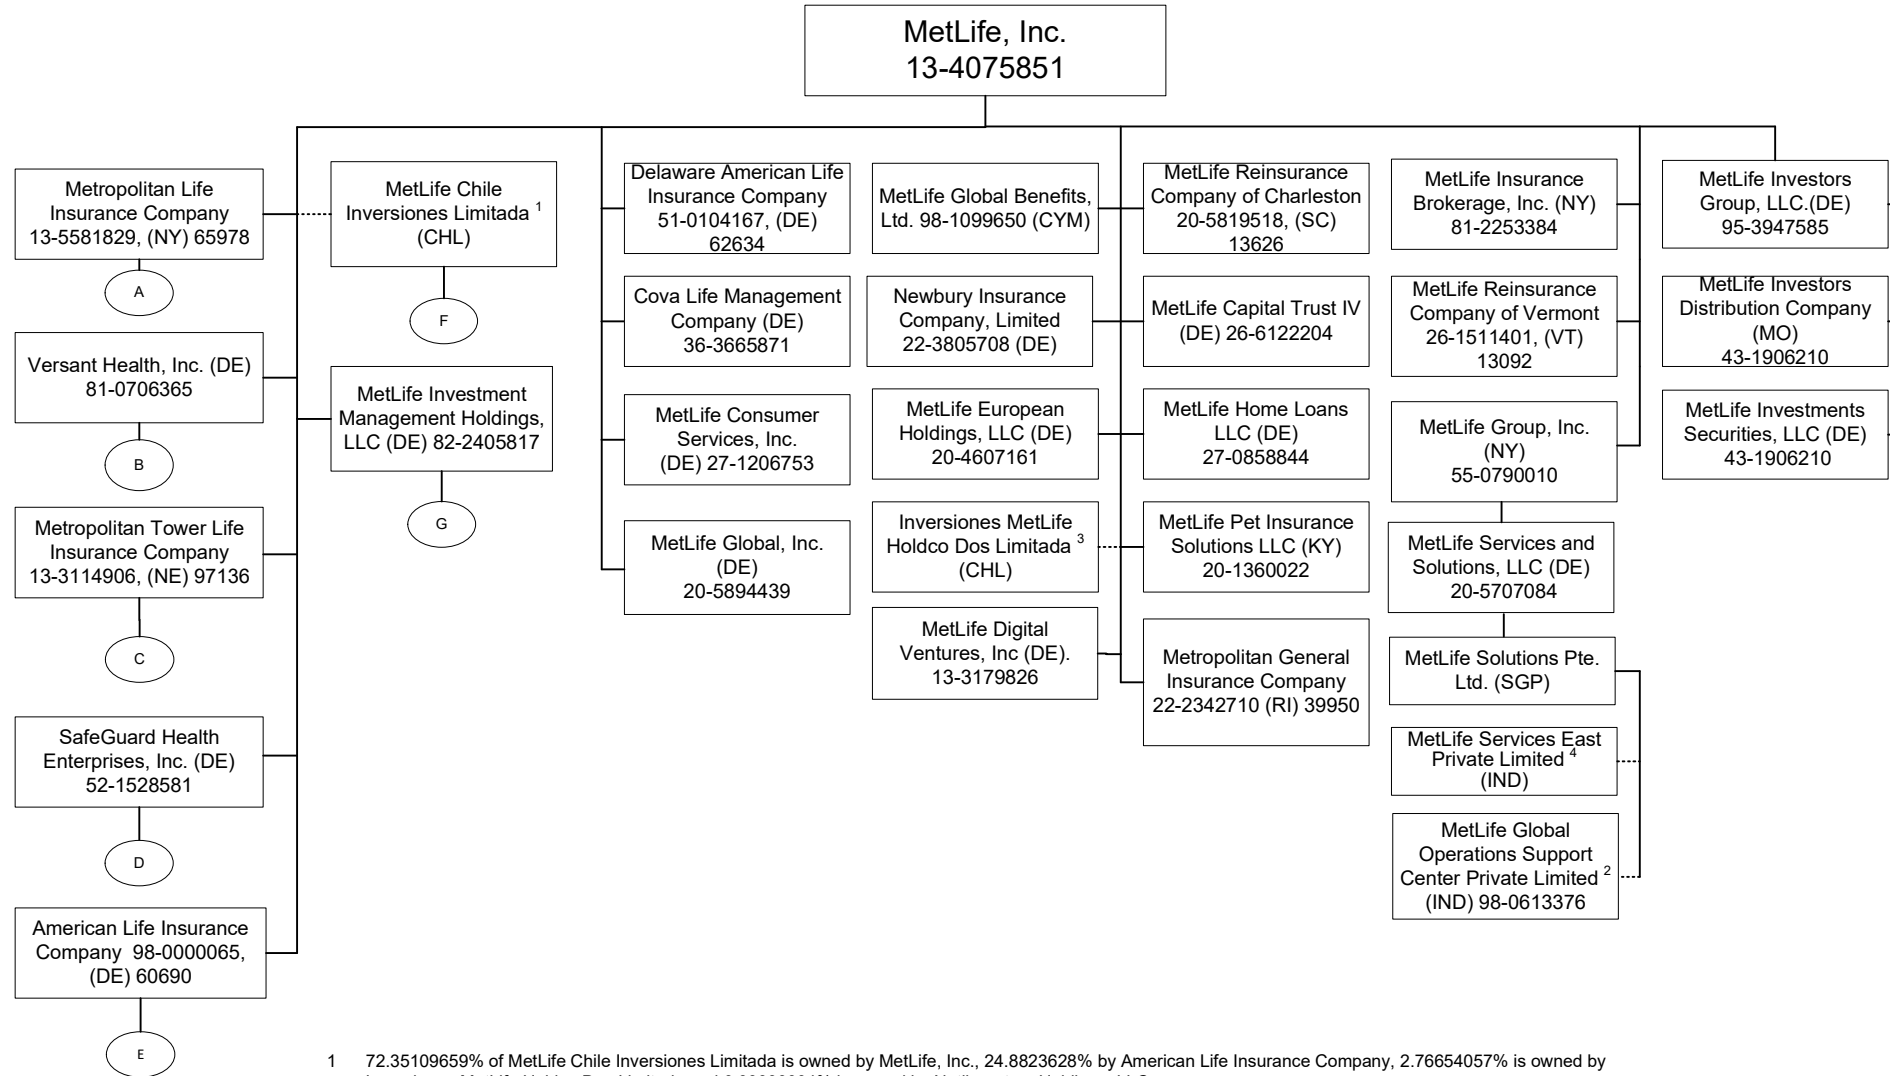 MetLife, Inc.
13-4075851
Metropolitan Life
Insurance Company
13-5581829, (NY) 65978
A
Versant Health, Inc. (DE)
81-0706365
B
Metropolitan Tower Life
Insurance Company
13-3114906, (NE) 97136
C
SafeGuard Health
Enterprises, Inc. (DE)
52-1528581
D
American Life Insurance
Company 98-0000065,
(DE) 60690
E
MetLife Chile
Inversiones Limitada 1
(CHL)
F
MetLife Investment
Management Holdings,
LLC (DE) 82-2405817
G
Delaware American Life
Insurance Company
51-0104167, (DE)
62634
Cova Life Management
Company (DE)
36-3665871
MetLife Consumer
Services, Inc.
(DE) 27-1206753
MetLife Global, Inc.
(DE)
20-5894439
MetLife Global Benefits,
Ltd. 98-1099650 (CYM)
Newbury Insurance
Company, Limited
22-3805708 (DE)
MetLife European
Holdings, LLC (DE)
20-4607161
Inversiones MetLife
Holdco Dos Limitada 3
(CHL)
MetLife Digital
Ventures, Inc (DE).
13-3179826
MetLife Reinsurance
Company of Charleston
20-5819518, (SC)
13626
MetLife Capital Trust IV
(DE) 26-6122204
MetLife Home Loans
LLC (DE)
27-0858844
MetLife Pet Insurance
Solutions LLC (KY)
20-1360022
Metropolitan General
Insurance Company
22-2342710 (RI) 39950
MetLife Insurance
Brokerage, Inc. (NY)
81-2253384
MetLife Reinsurance
Company of Vermont
26-1511401, (VT)
13092
MetLife Group, Inc.
(NY)
55-0790010
MetLife Services and
Solutions, LLC (DE)
20-5707084
MetLife Solutions Pte.
Ltd. (SGP)
MetLife Services East
Private Limited 4
(IND)
MetLife Global
Operations Support
Center Private Limited 2
(IND) 98-0613376
MetLife Investors
Group, LLC.(DE)
95-3947585
MetLife Investors
Distribution Company
(MO)
43-1906210
MetLife Investments
Securities, LLC (DE)
43-1906210
1 72.35109659% of MetLife Chile Inversiones Limitada is owned by MetLife, Inc., 24.8823628% by American Life Insurance Company, 2.76654057% is owned by